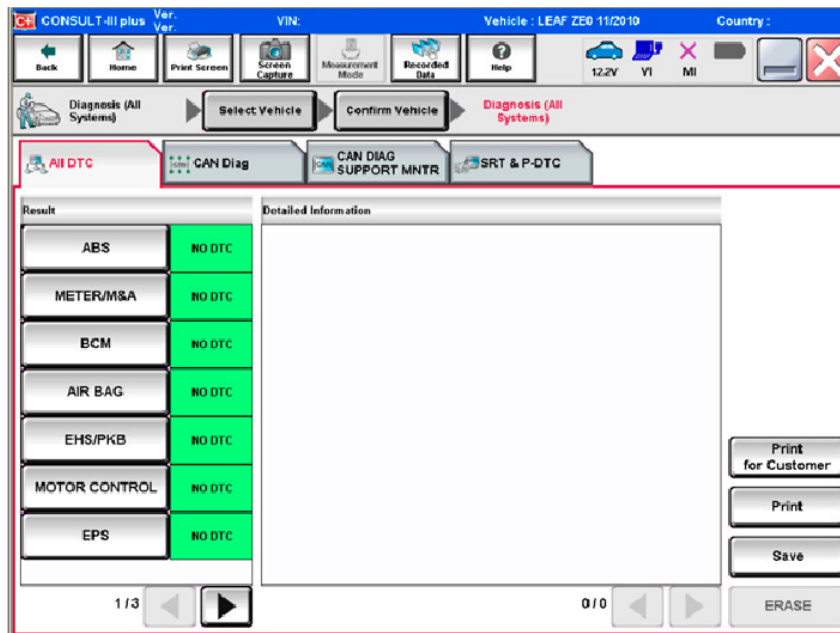 C+ CONSULT-III plus Ver. VIN: Vehicle : LEAF ZE0 11/2010 Country :
Ver.
Back
Home
Print Screen
Screen
Capture
Measurement
Mode
Recorded
Data
Help
12.2V
VI
MI
Diagnosis (All
Systems)
Select Vehicle
Confirm Vehicle
Diagnosis (All
Systems)
All DTC
CAN Diag
CAN DIAG
SUPPORT MNTR
SRT & P-DTC
Result
Detailed Information
ABS NO DTC
METER/M&A NO DTC
BCM NO DTC
AIR BAG NO DTC
EHS/PKB NO DTC
MOTOR CONTROL NO DTC
EPS NO DTC
Print
for Customer
Print
Save
1/3
0/0
ERASE